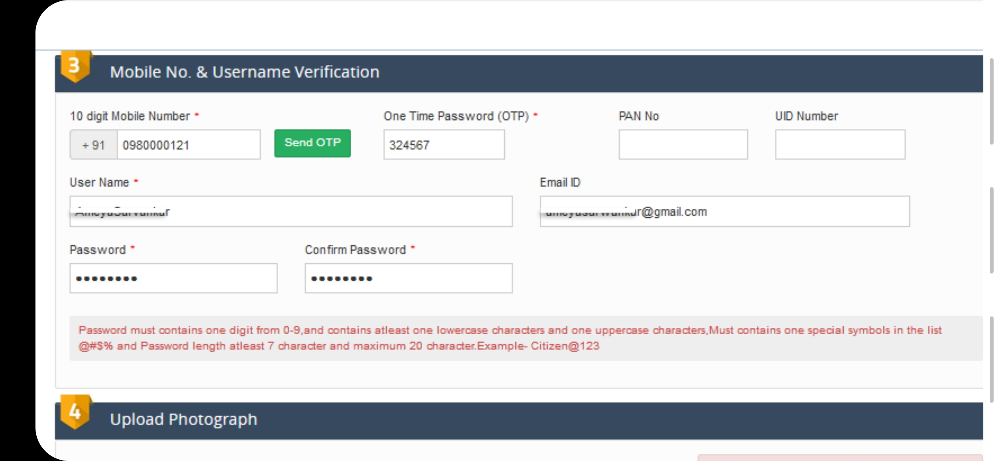 3
Mobile No. & Username Verification
10 digit Mobile Number *
One Time Password (OTP) *
PAN No
UID Number
+ 91
0980000121
Send OTP
324567
User Name *
Email ID
r@gmail.com
Password *
Confirm Password *
••••••••
••••••••
Password must contains one digit from 0-9,and contains atleast one lowercase characters and one uppercase characters,Must contains one special symbols in the list
@#$% and Password length atleast 7 character and maximum 20 character.Example- Citizen@123
4
Upload Photograph